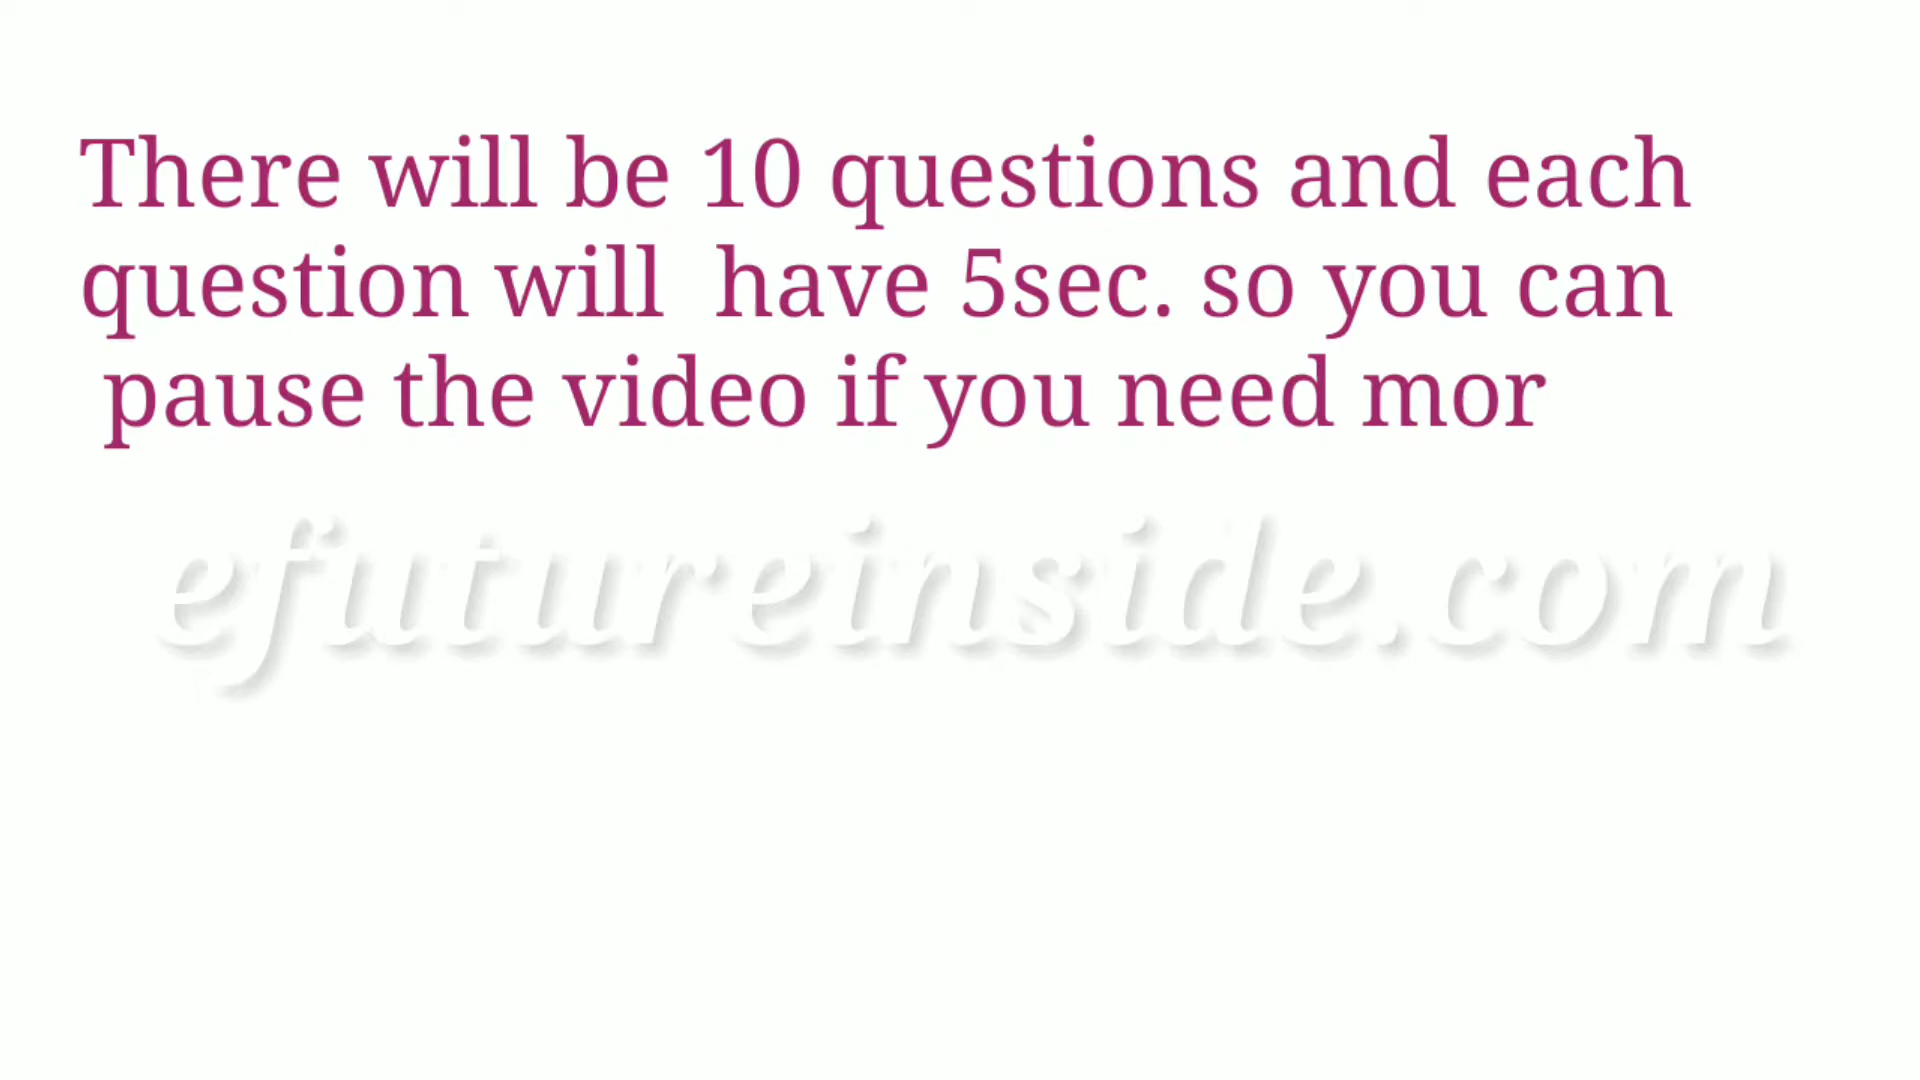 There will be 10 questions and each
question will  have 5sec. so you can
pause the video if you need mor
efutureinside.com